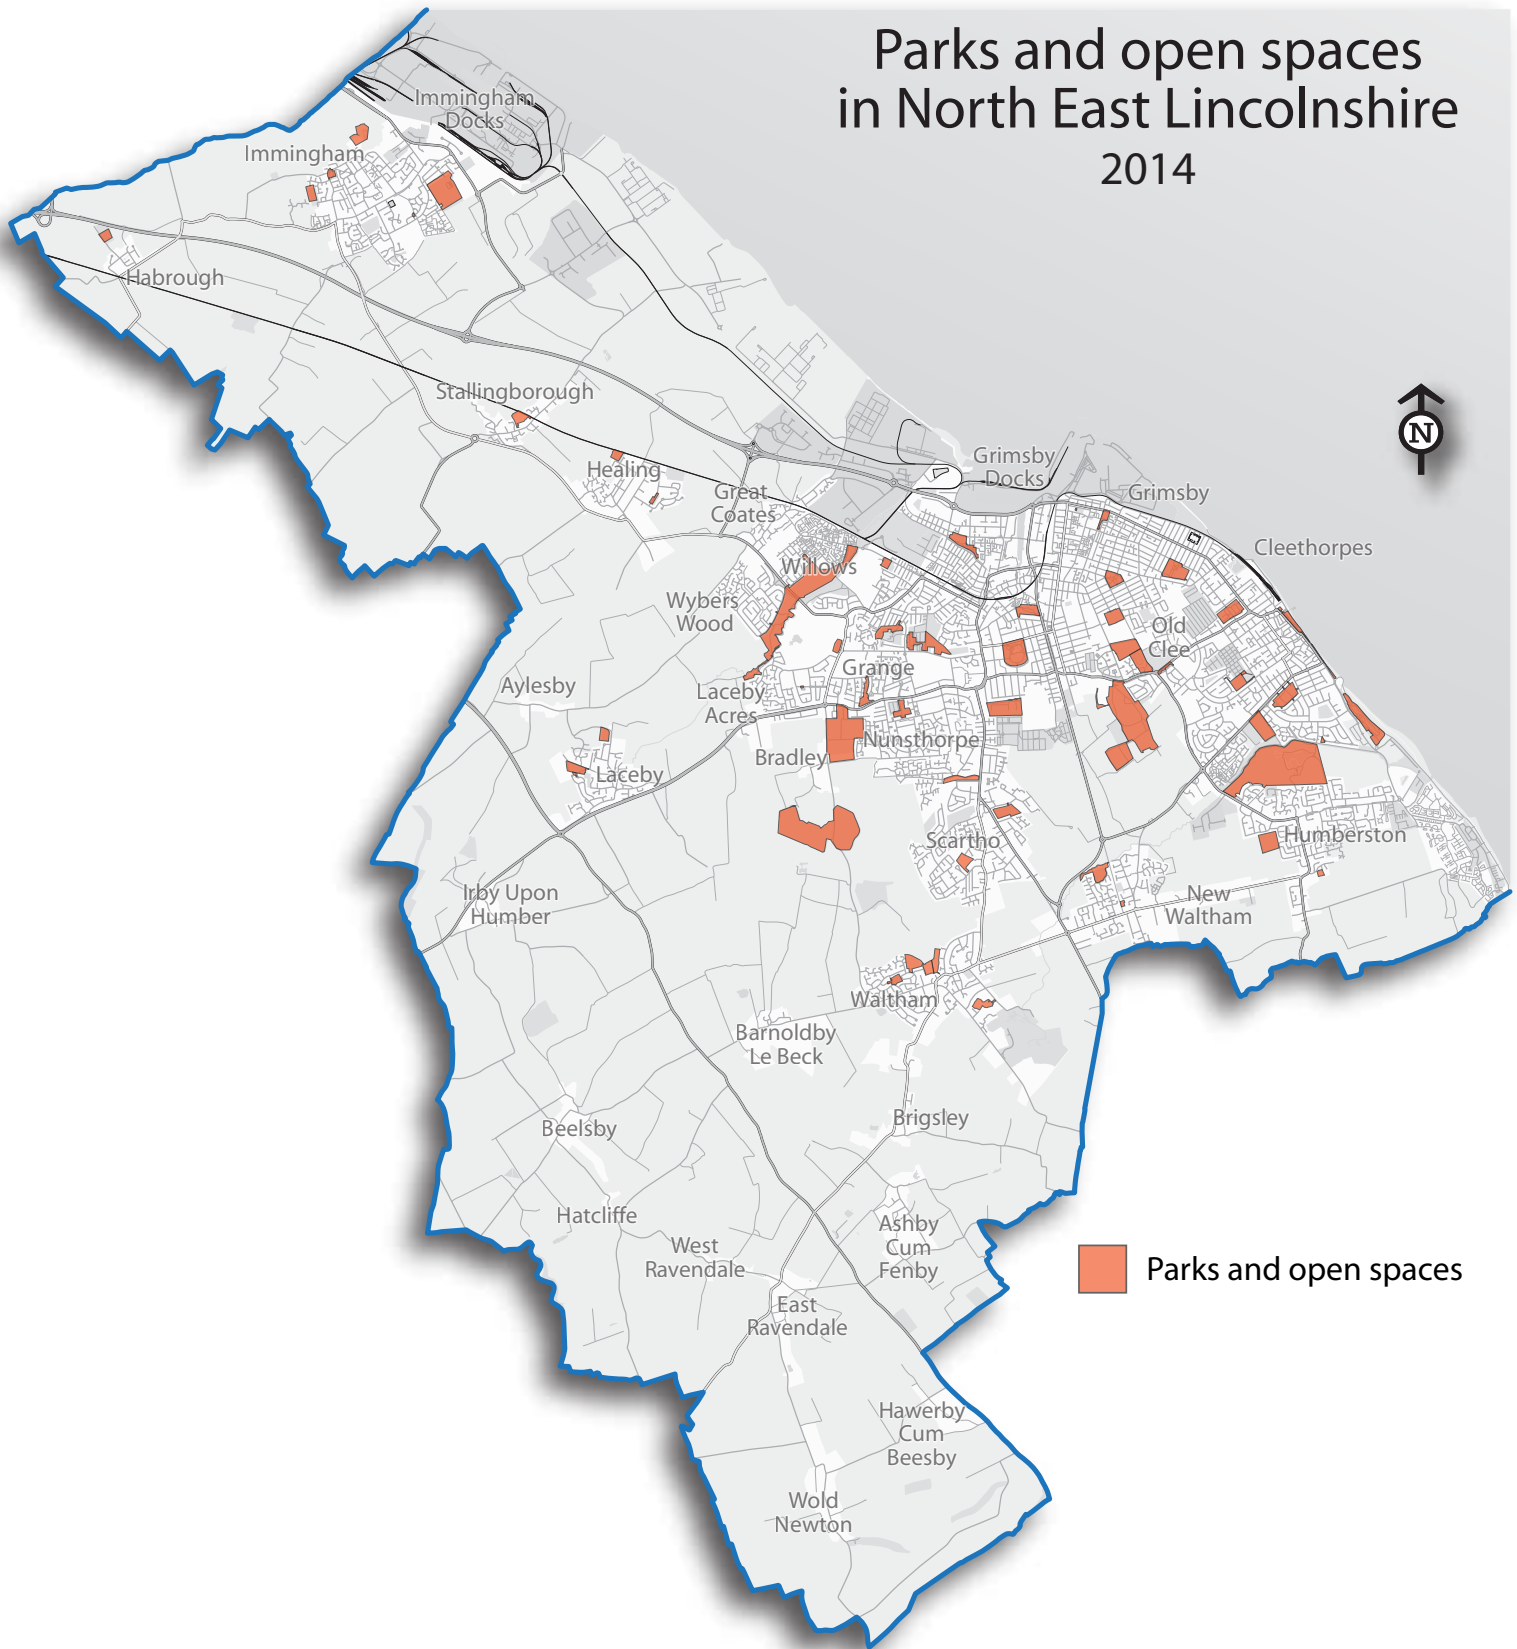 Parks and open spaces
in North East Lincolnshire
2014
Immingham
Docks
Immingham
Habrough
Stallingborough
Healing
Great
Coates
Grimsby
Docks
Grimsby
Cleethorpes
Willows
Wybers
Wood
Old
Clee
Grange
Aylesby
Laceby
Acres
Nunsthorpe
Bradley
Laceby
Scartho
Humberston
Irby Upon
Humber
New
Waltham
Waltham
Barnoldby
Le Beck
Brigsley
Beelsby
Hatcliffe
West
Ravendale
Ashby
Cum
Fenby
East
Ravendale
Hawerby
Cum
Beesby
Wold
Newton
N
Parks and open spaces